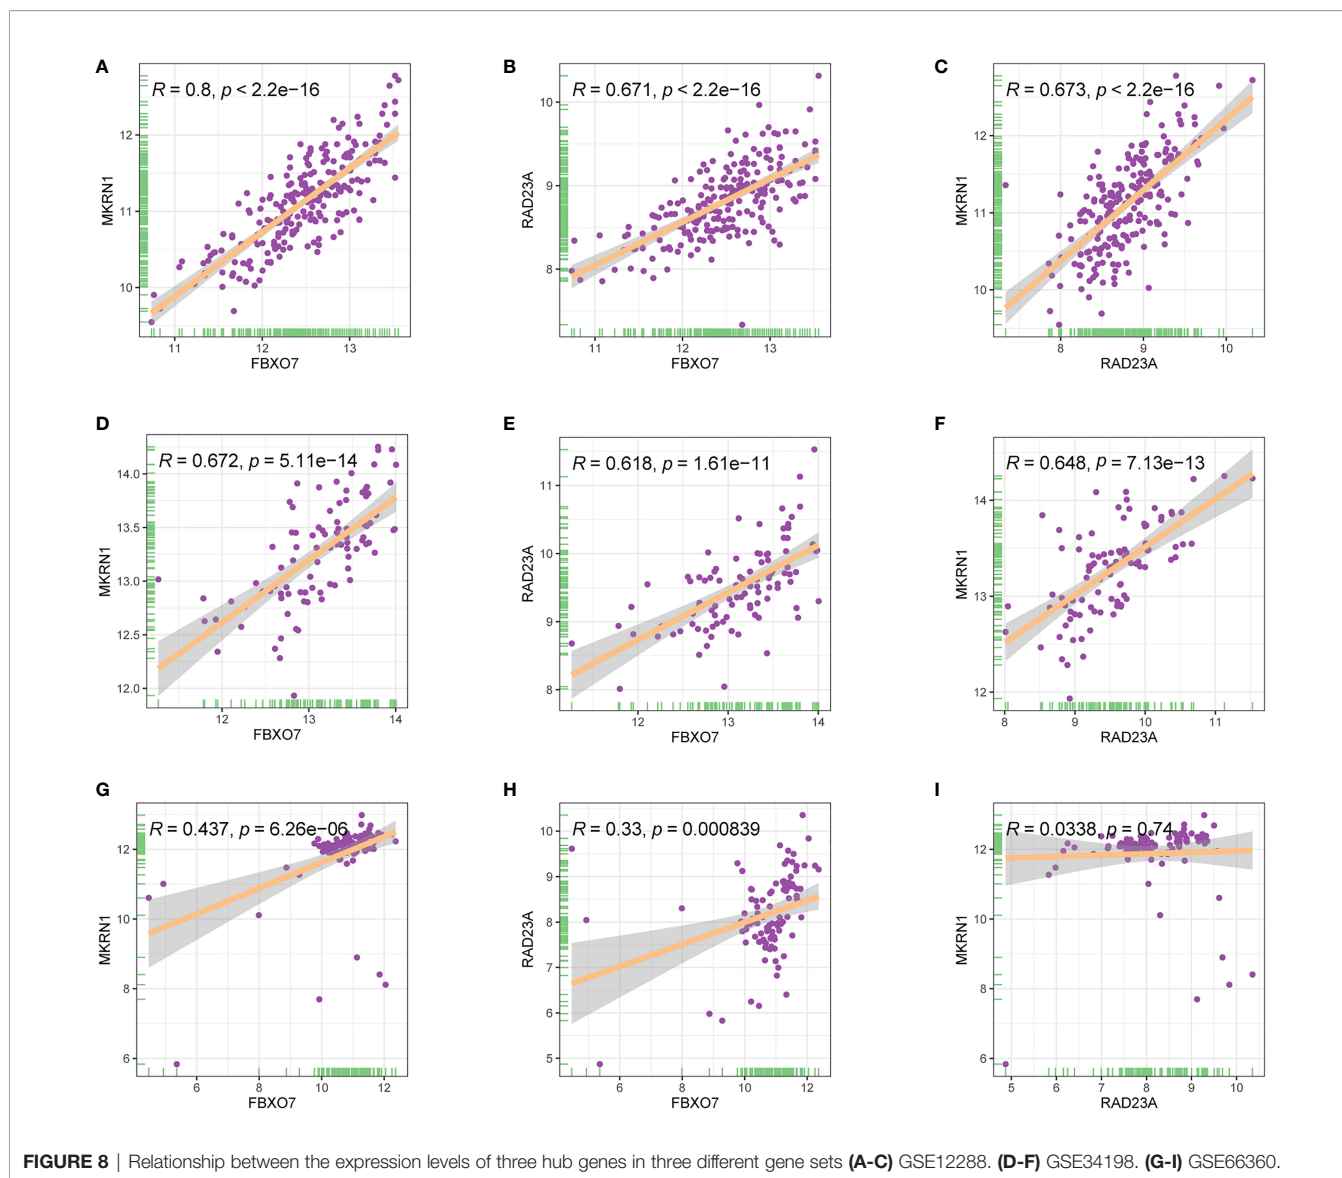 A
R = 0.8, p < 2.2e−16
MKRN1
12
11
10
11
12
13
FBXO7
B
R = 0.671, p < 2.2e−16
RAD23A
10
9
8
11
12
13
FBXO7
C
R = 0.673, p < 2.2e−16
MKRN1
12
11
10
8
9
10
RAD23A
D
R = 0.672, p = 5.11e−14
MKRN1
14.0
13.5
13.0
12.5
12.0
12
13
14
FBXO7
E
R = 0.618, p = 1.61e−11
RAD23A
11
10
9
8
12
13
14
FBXO7
F
R = 0.648, p = 7.13e−13
MKRN1
14
13
12
8
9
10
11
RAD23A
G
R = 0.437, p = 6.26e−06
MKRN1
12
10
8
6
6
8
10
12
FBXO7
H
R = 0.33, p = 0.000839
RAD23A
10
9
8
7
6
5
6
8
10
12
FBXO7
I
R = 0.0338, p = 0.74
MKRN1
12
10
8
6
5
6
7
8
9
10
RAD23A
FIGURE 8 | Relationship between the expression levels of three hub genes in three different gene sets (A-C) GSE12288. (D-F) GSE34198. (G-I) GSE66360.